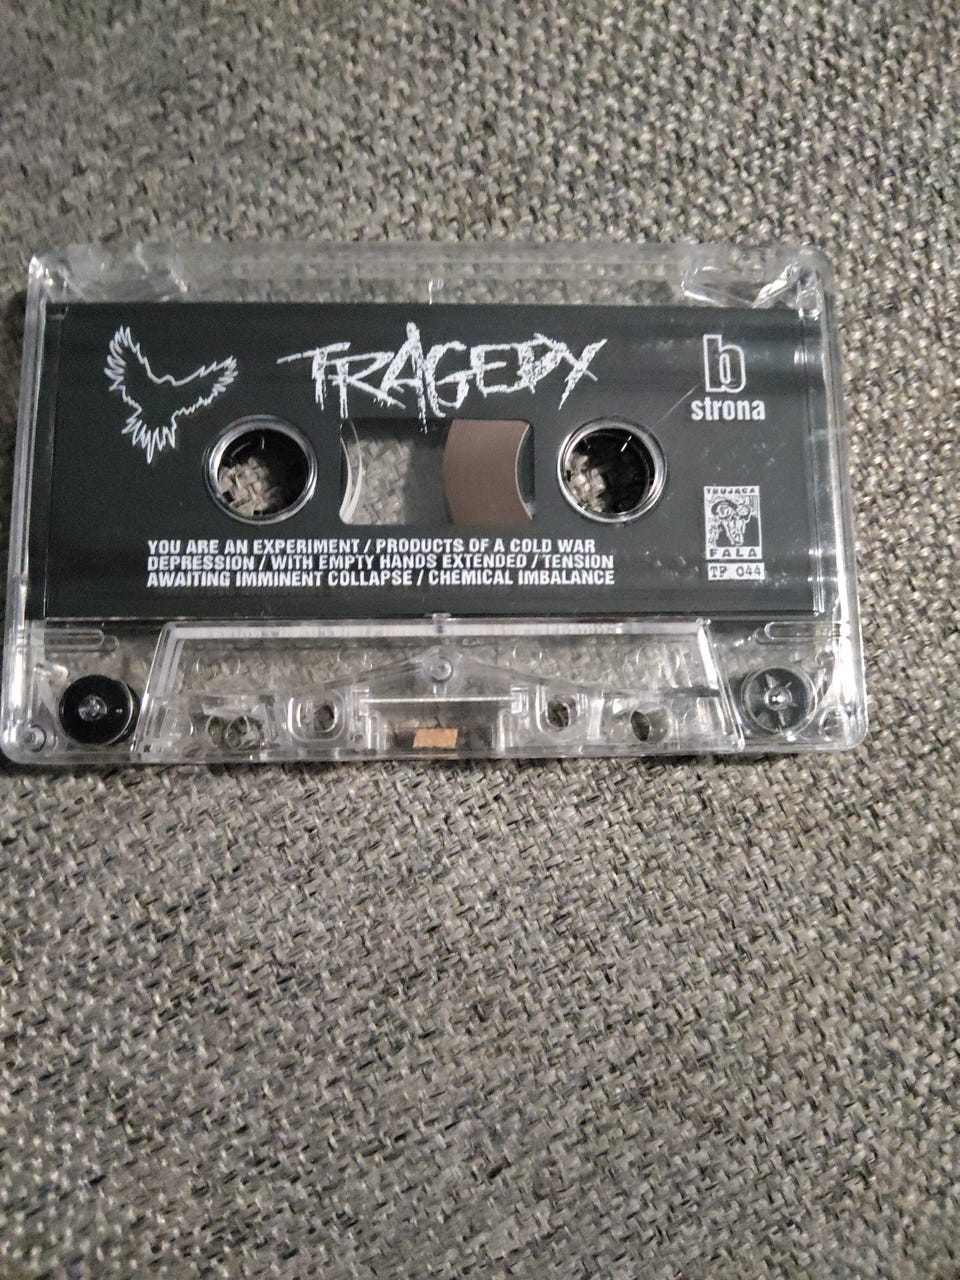 TRAGEDY
b
strona
YOU ARE AN EXPERIMENT / PRODUCTS OF A COLD WAR
DEPRESSION / WITH EMPTY HANDS EXTENDED / TENSION
AWAITING IMMINENT COLLAPSE / CHEMICAL IMBALANCE
TRUJĄCA
FALA
TF 044